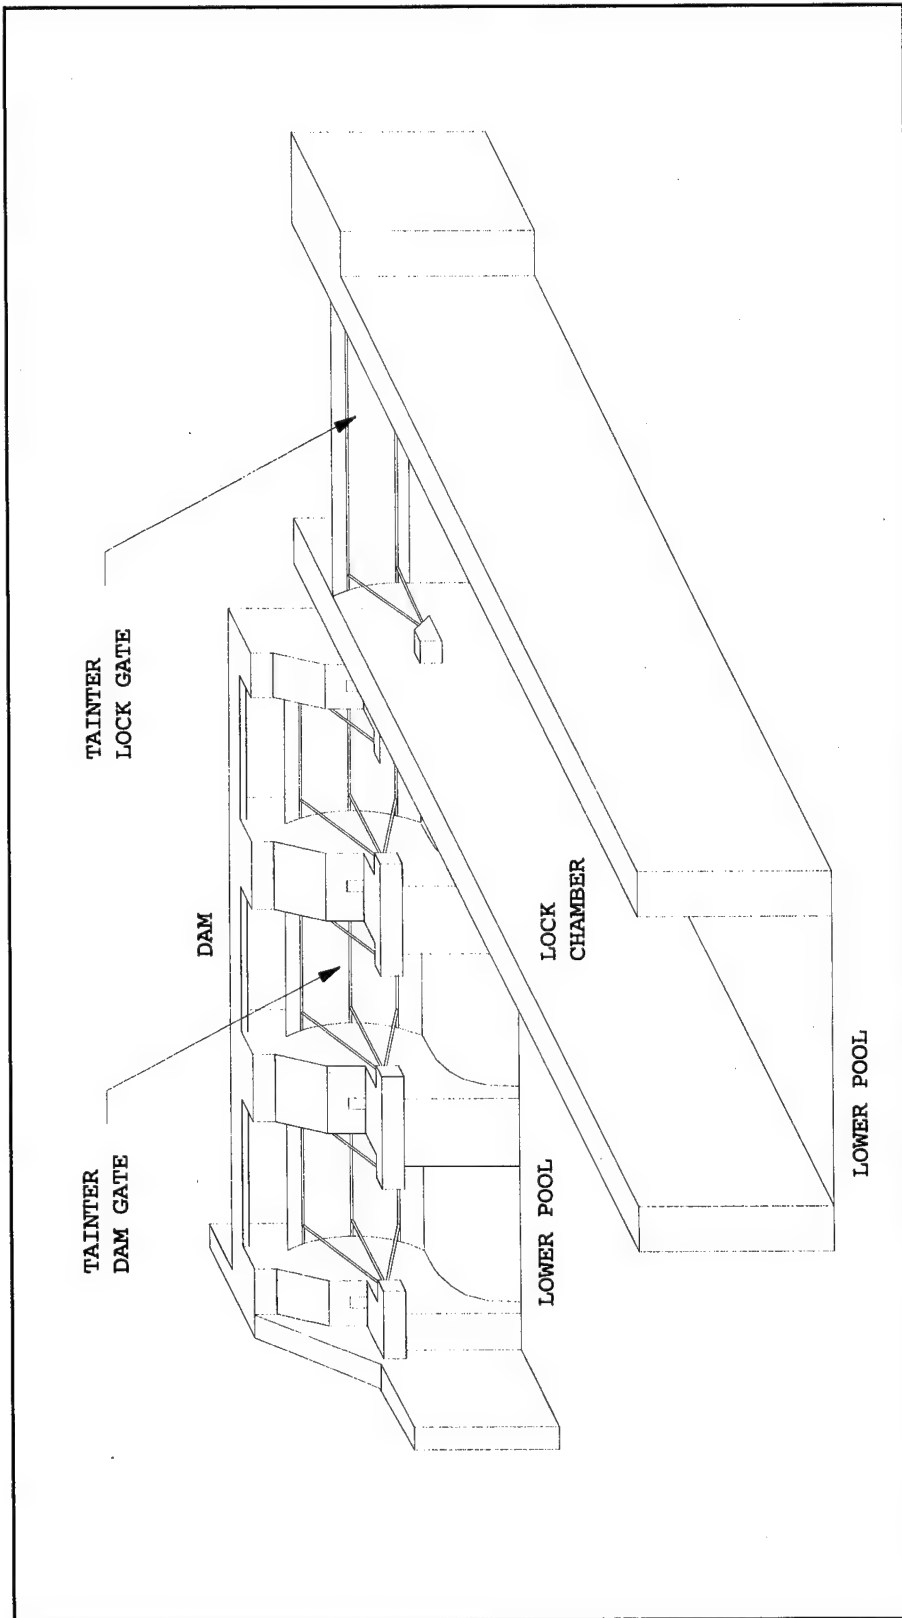 TAINTER
DAM GATE
TAINTER
LOCK GATE
DAM
LOWER POOL
LOCK
CHAMBER
LOWER POOL